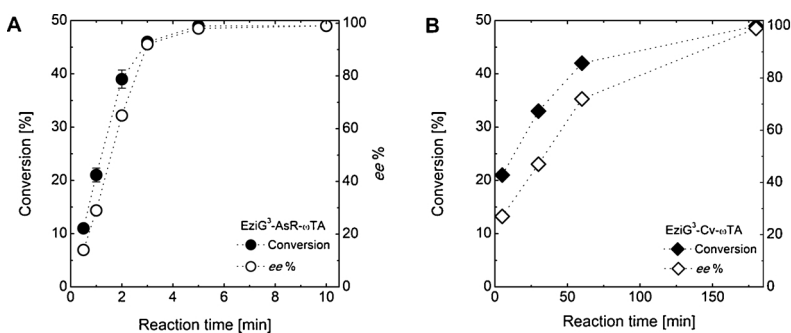 A
Conversion [%]
50
40
30
20
10
0
0 2 4 6 8 10
Reaction time [min]
100
80
60
40
20
0
ee %
EziG³-AsR-ωTA
Conversion
ee %
B
Conversion [%]
50
40
30
20
10
0
0 50 100 150
Reaction time [min]
100
80
60
40
20
0
EziG³-Cv-ωTA
Conversion
ee %